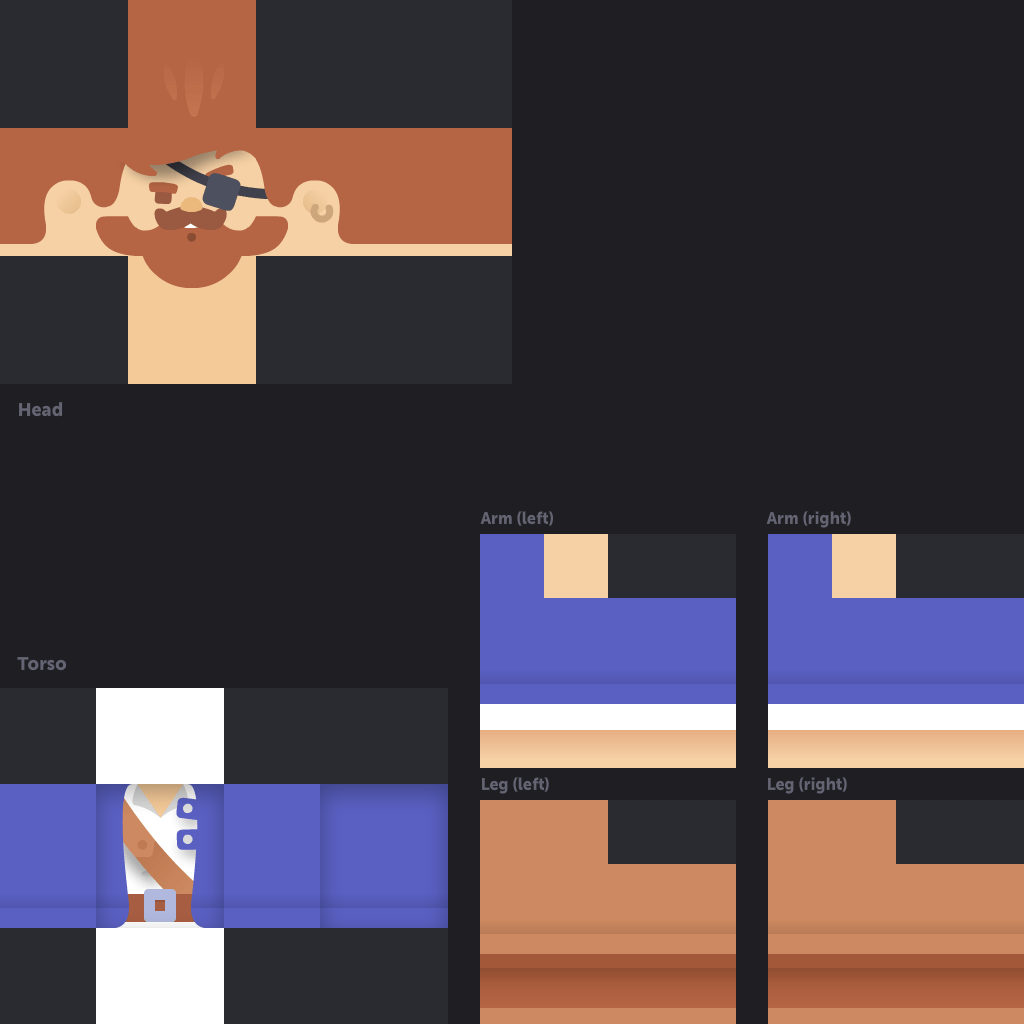 Head
Arm (left)
Arm (right)
Torso
Leg (left)
Leg (right)